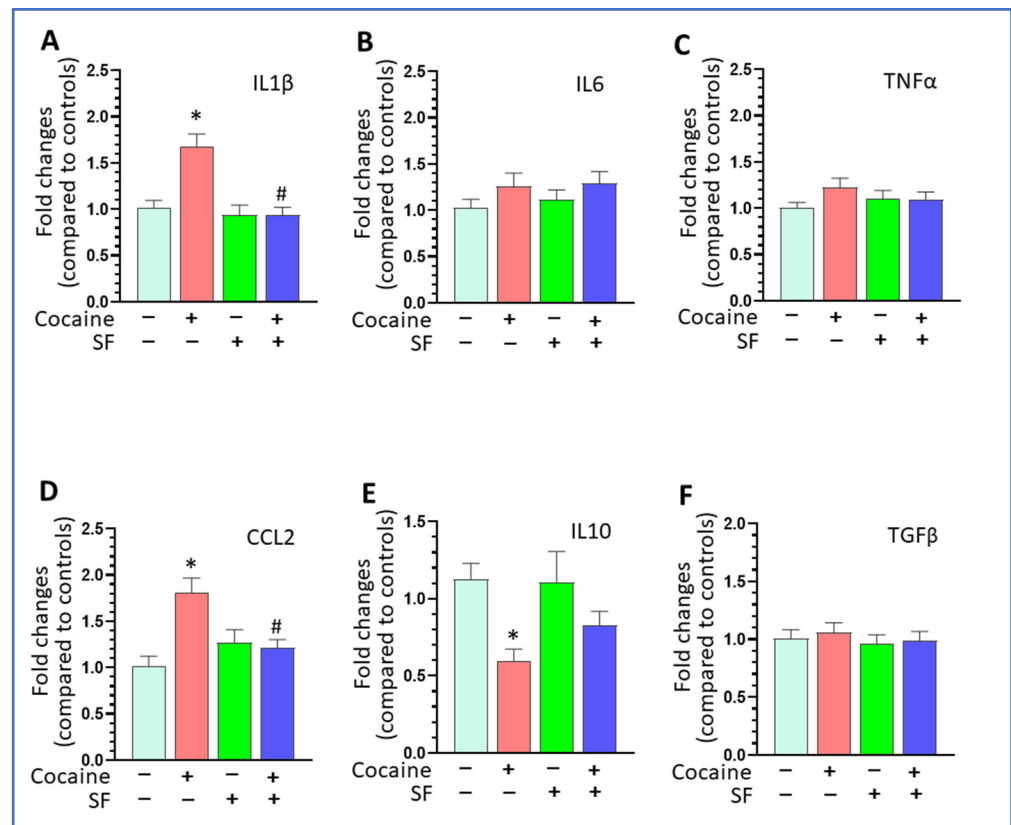 A
IL1β
Fold changes
(compared to controls)
2.5
2.0
1.5
1.0
0.5
0.0
*
#
Cocaine − + − +
SF − − + +
B
IL6
Fold changes
(compared to controls)
2.5
2.0
1.5
1.0
0.5
0.0
Cocaine − + − +
SF − − + +
C
TNFα
Fold changes
(compared to controls)
2.5
2.0
1.5
1.0
0.5
0.0
Cocaine − + − +
SF − − + +
D
CCL2
Fold changes
(compared to controls)
2.5
2.0
1.5
1.0
0.5
0.0
*
#
Cocaine − + − +
SF − − + +
E
IL10
Fold changes
(compared to controls)
1.5
1.0
0.5
0.0
*
Cocaine − + − +
SF − − + +
F
TGFβ
Fold changes
(compared to controls)
2.0
1.5
1.0
0.5
0.0
Cocaine − + − +
SF − − + +